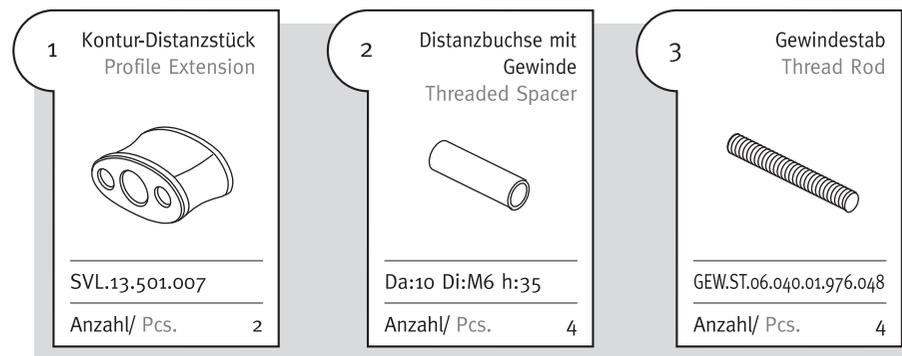 1
Kontur-Distanzstück
Profile Extension
SVL.13.501.007
Anzahl/ Pcs. 2
2
Distanzbuchse mit
Gewinde
Threaded Spacer
Da:10 Di:M6 h:35
Anzahl/ Pcs. 4
3
Gewindestab
Thread Rod
GEW.ST.06.040.01.976.048
Anzahl/ Pcs. 4